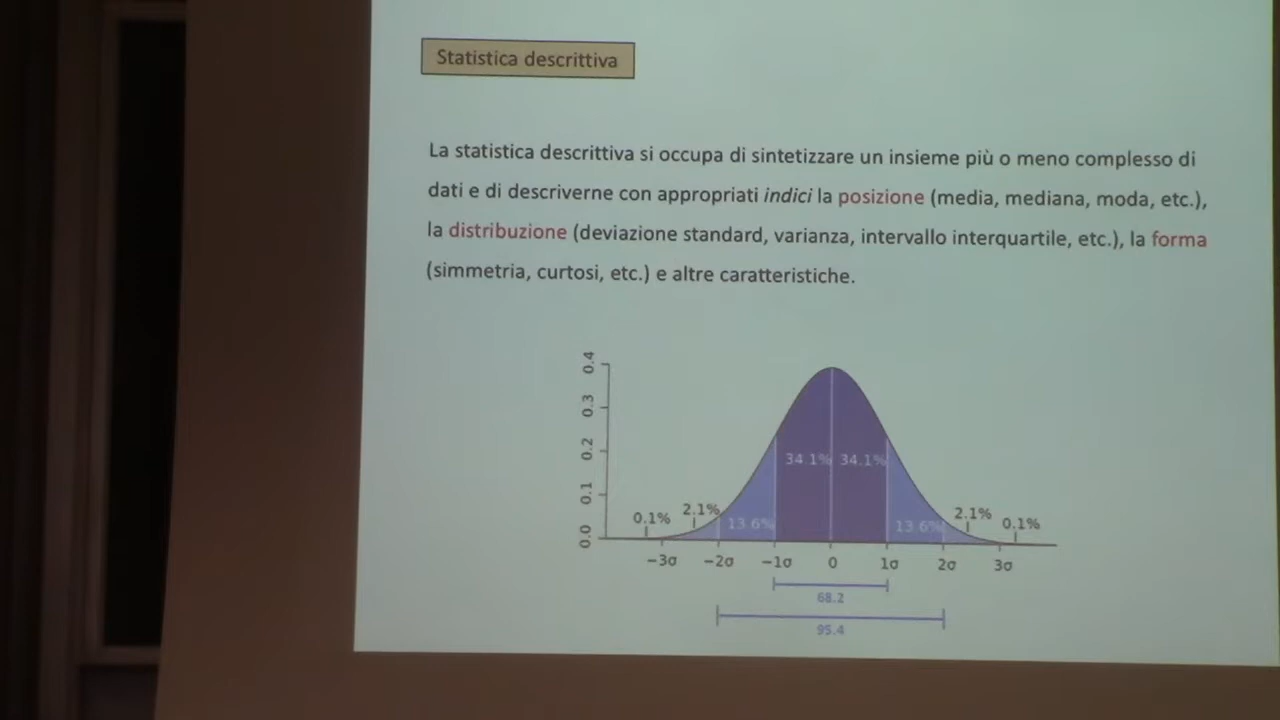 Statistica descrittiva
La statistica descrittiva si occupa di sintetizzare un insieme più o meno complesso di
dati e di descriverne con appropriati indici la posizione (media, mediana, moda, etc.),
la distribuzione (deviazione standard, varianza, intervallo interquartile, etc.), la forma
(simmetria, curtosi, etc.) e altre caratteristiche.
0.4
0.3
0.2
0.1
0.0
34.1% 34.1%
0.1% 2.1% 13.6% 13.6% 2.1% 0.1%
−3σ −2σ −1σ 0 1σ 2σ 3σ
68.2
95.4